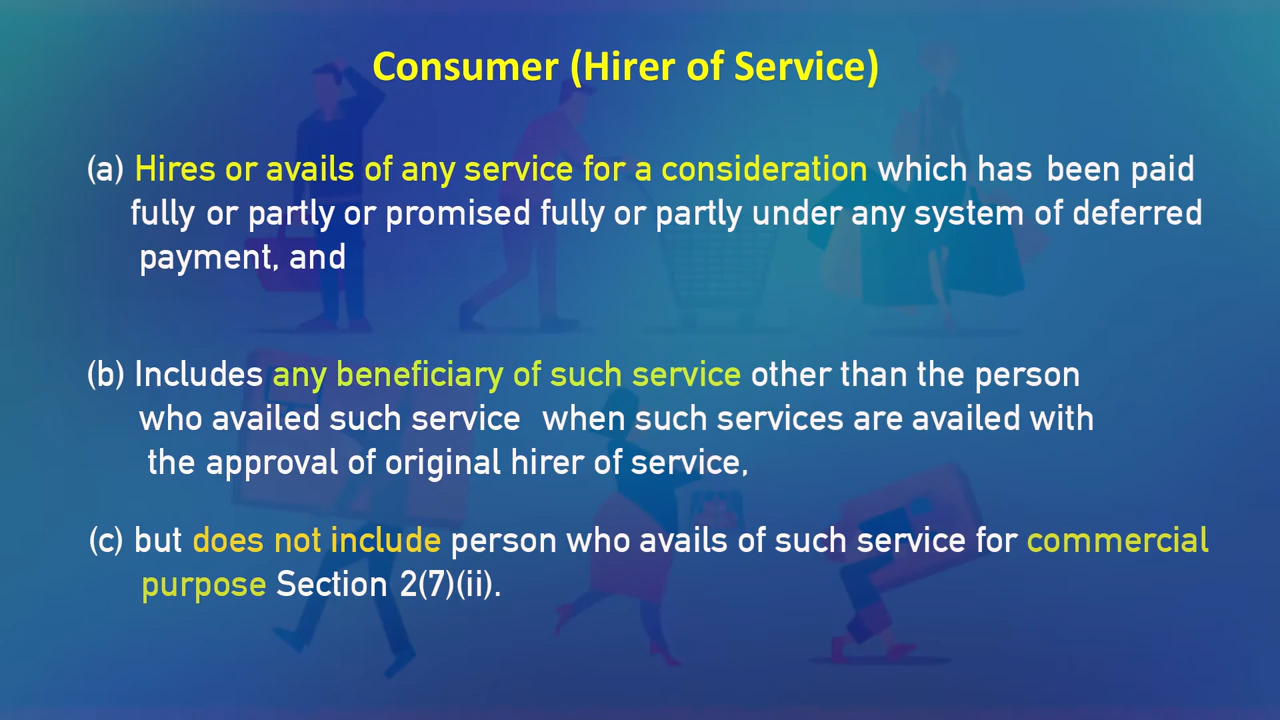 Consumer (Hirer of Service)
(a) Hires or avails of any service for a consideration which has been paid
fully or partly or promised fully or partly under any system of deferred
payment, and
(b) Includes any beneficiary of such service other than the person
who availed such service when such services are availed with
the approval of original hirer of service,
(c) but does not include person who avails of such service for commercial
purpose Section 2(7)(ii).